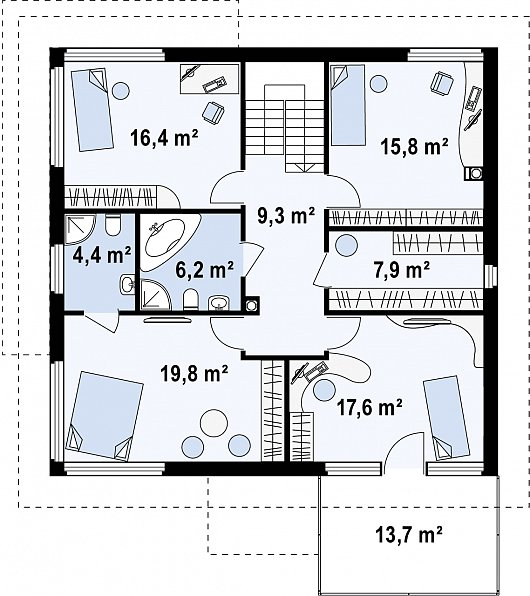 16,4 m²
15,8 m²
9,3 m²
4,4 m²
6,2 m²
7,9 m²
19,8 m²
17,6 m²
13,7 m²